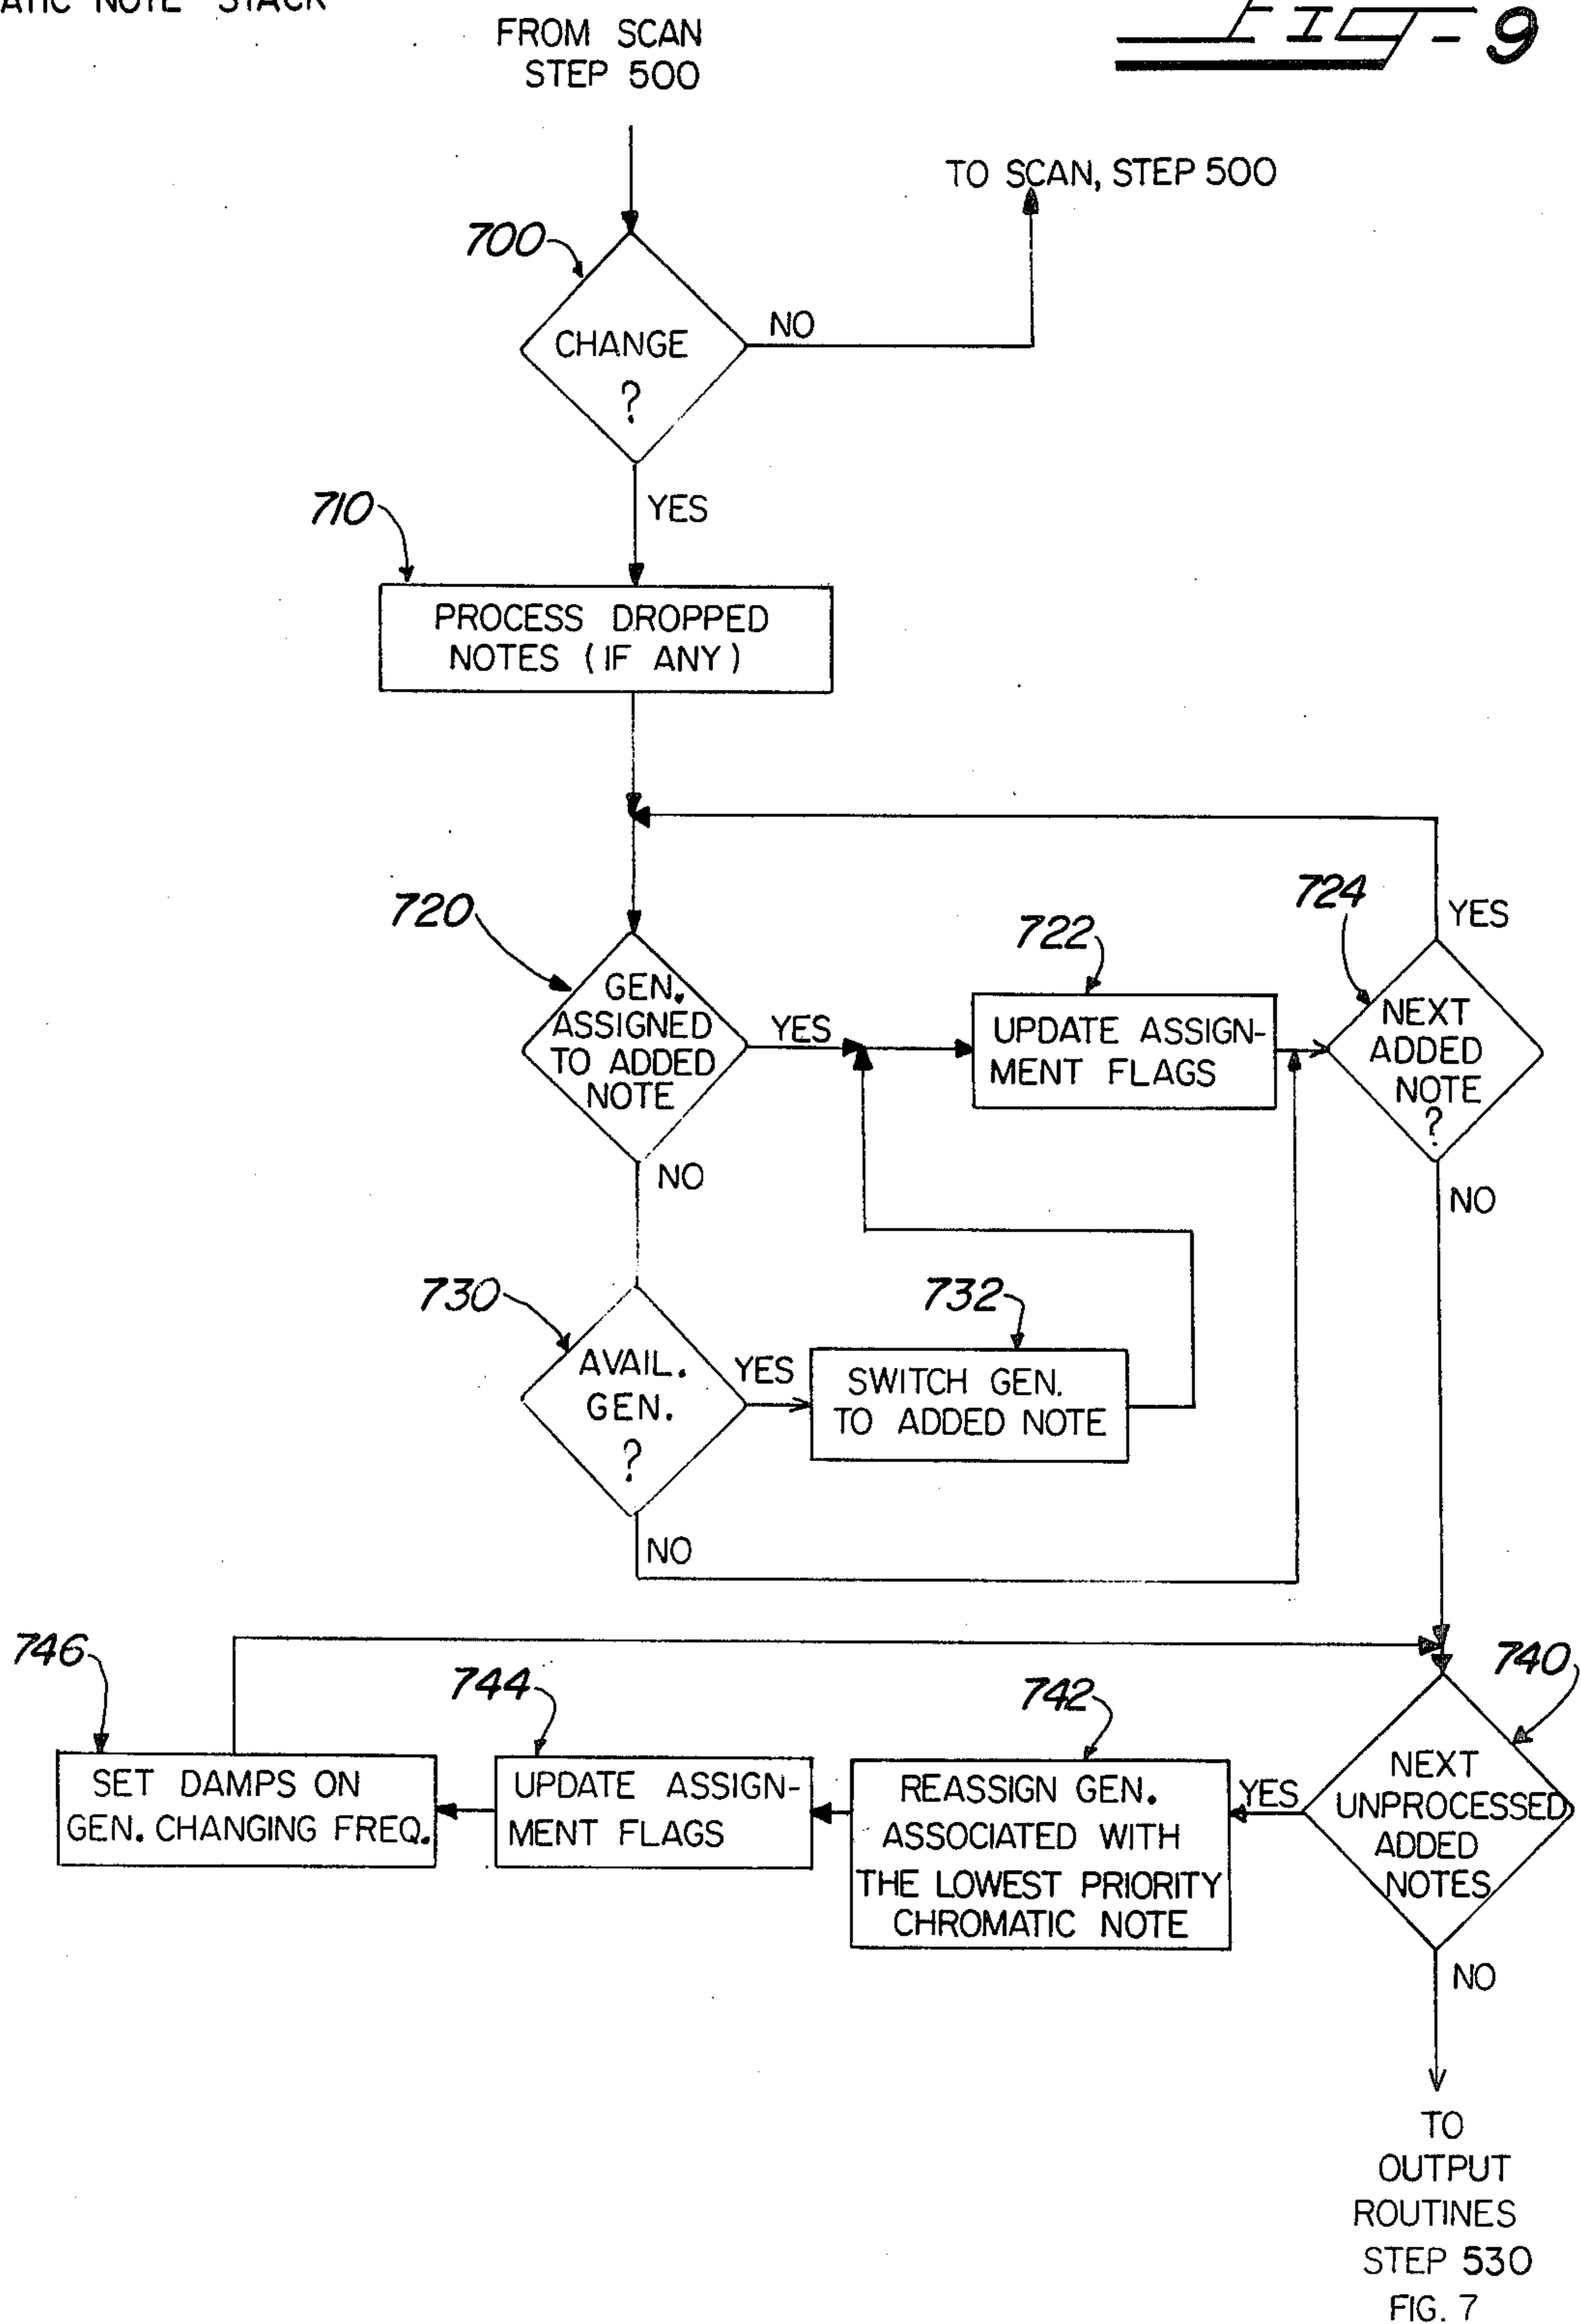 NOTE STACK
FIG-9
FROM SCAN
STEP 500
TO SCAN, STEP 500
700
CHANGE
?
NO
YES
710
PROCESS DROPPED
NOTES (IF ANY)
720
GEN.
ASSIGNED
TO ADDED
NOTE
YES
NO
722
UPDATE ASSIGN-
MENT FLAGS
724
NEXT
ADDED
NOTE
?
YES
NO
730
AVAIL.
GEN.
?
YES
NO
732
SWITCH GEN.
TO ADDED NOTE
740
NEXT
UNPROCESSED
ADDED
NOTES
YES
NO
742
REASSIGN GEN.
ASSOCIATED WITH
THE LOWEST PRIORITY
CHROMATIC NOTE
744
UPDATE ASSIGN-
MENT FLAGS
746
SET DAMPS ON
GEN. CHANGING FREQ.
TO
OUTPUT
ROUTINES
STEP 530
FIG. 7